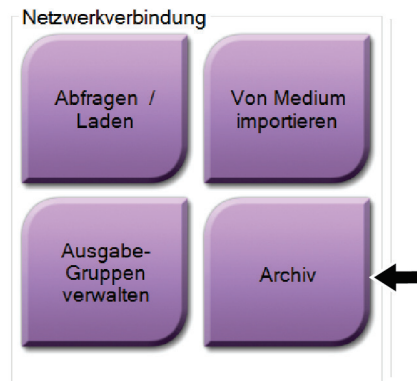 Netzwerkverbindung
Abfragen /
Laden
Von Medium
importieren
Ausgabe-
Gruppen
verwalten
Archiv